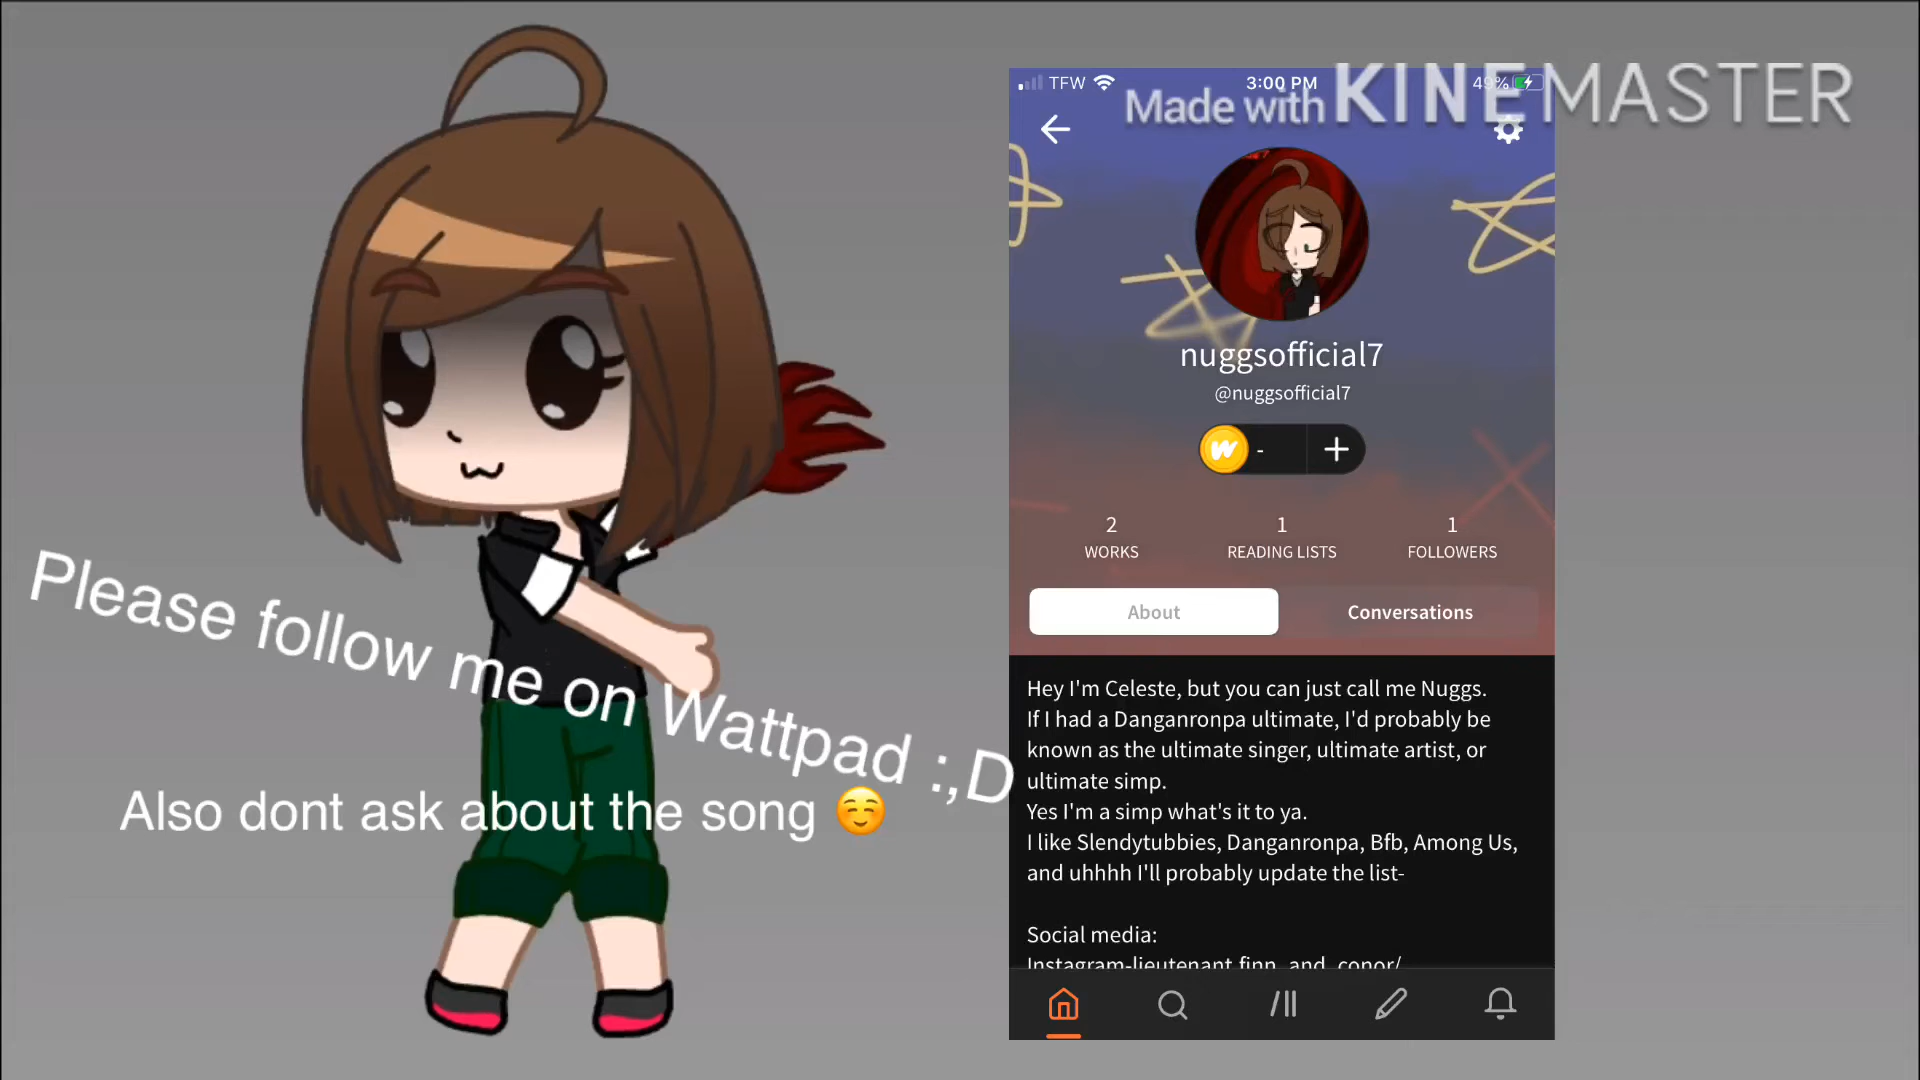 Made with KINEMASTER
TFW
3:00 PM
49%
nuggsofficial7
@nuggsofficial7
-
2
WORKS
1
READING LISTS
1
FOLLOWERS
About
Conversations
Hey I'm Celeste, but you can just call me Nuggs.
If I had a Danganronpa ultimate, I'd probably be
known as the ultimate singer, ultimate artist, or
ultimate simp.
Yes I'm a simp what's it to ya.
I like Slendytubbies, Danganronpa, Bfb, Among Us,
and uhhhh I'll probably update the list-
Social media:
Instagram-lieutenant_finn_and_conor/
Please follow me on Wattpad :,D
Also dont ask about the song ☺️